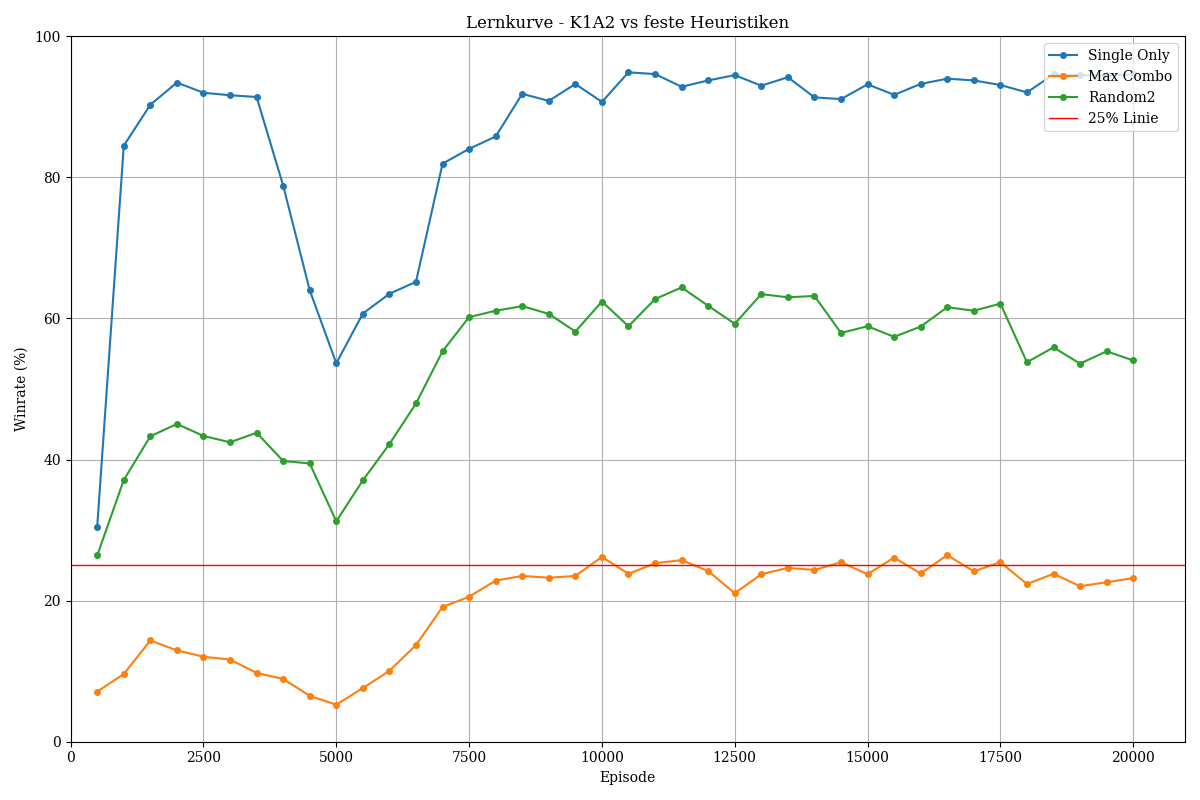 Lernkurve - K1A2 vs feste Heuristiken
Winrate (%)
100
80
60
40
20
0
Single Only
Max Combo
Random2
25% Linie
0 2500 5000 7500 10000 12500 15000 17500 20000
Episode